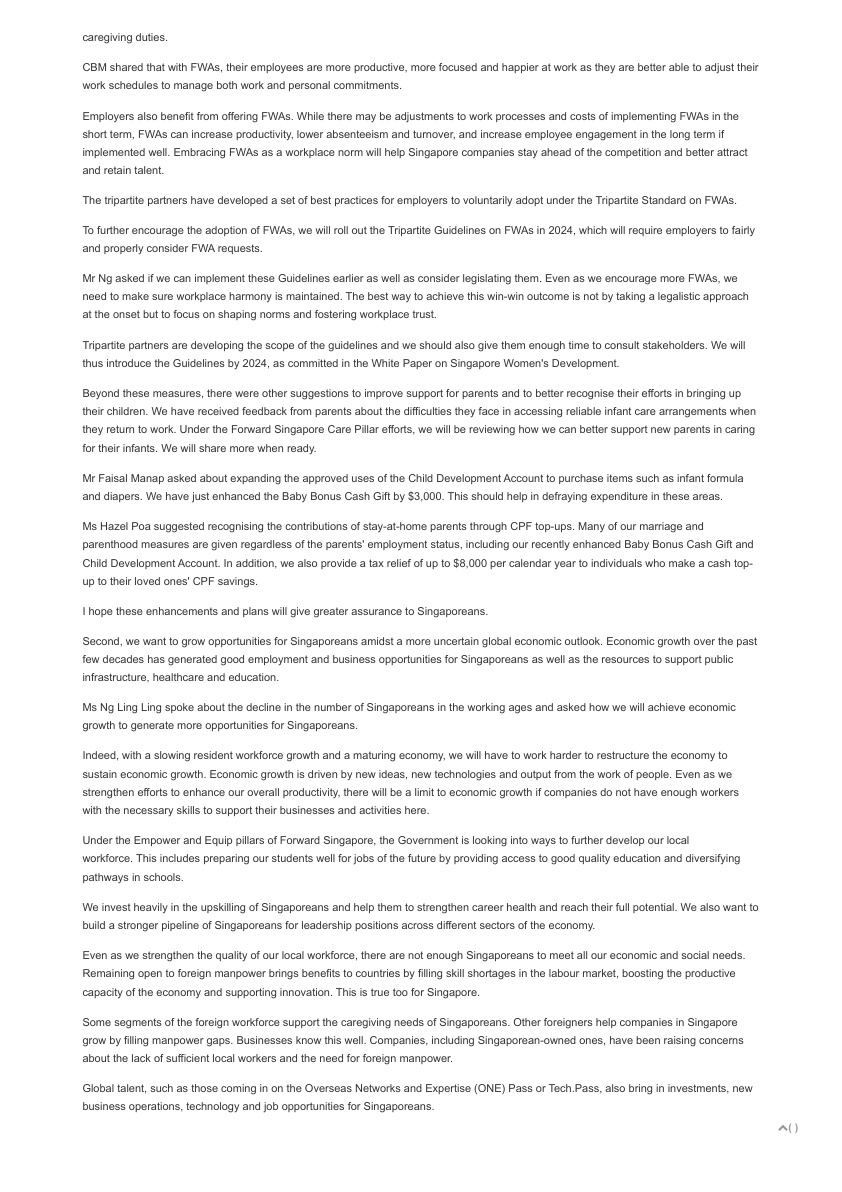 caregiving duties.
CBM shared that with FWAs, their employees are more productive, more focused and happier at work as they are better able to adjust their
work schedules to manage both work and personal commitments.
Employers also benefit from offering FWAs. While there may be adjustments to work processes and costs of implementing FWAs in the
short term, FWAs can increase productivity, lower absenteeism and turnover, and increase employee engagement in the long term if
implemented well. Embracing FWAs as a workplace norm will help Singapore companies stay ahead of the competition and better attract
and retain talent.
The tripartite partners have developed a set of best practices for employers to voluntarily adopt under the Tripartite Standard on FWAs.
To further encourage the adoption of FWAs, we will roll out the Tripartite Guidelines on FWAs in 2024, which will require employers to fairly
and properly consider FWA requests.
Mr Ng asked if we can implement these Guidelines earlier as well as consider legislating them. Even as we encourage more FWAs, we
need to make sure workplace harmony is maintained. The best way to achieve this win-win outcome is not by taking a legalistic approach
at the onset but to focus on shaping norms and fostering workplace trust.
Tripartite partners are developing the scope of the guidelines and we should also give them enough time to consult stakeholders. We will
thus introduce the Guidelines by 2024, as committed in the White Paper on Singapore Women's Development.
Beyond these measures, there were other suggestions to improve support for parents and to better recognise their efforts in bringing up
their children. We have received feedback from parents about the difficulties they face in accessing reliable infant care arrangements when
they return to work. Under the Forward Singapore Care Pillar efforts, we will be reviewing how we can better support new parents in caring
for their infants. We will share more when ready.
Mr Faisal Manap asked about expanding the approved uses of the Child Development Account to purchase items such as infant formula
and diapers. We have just enhanced the Baby Bonus Cash Gift by $3,000. This should help in defraying expenditure in these areas.
Ms Hazel Poa suggested recognising the contributions of stay-at-home parents through CPF top-ups. Many of our marriage and
parenthood measures are given regardless of the parents' employment status, including our recently enhanced Baby Bonus Cash Gift and
Child Development Account. In addition, we also provide a tax relief of up to $8,000 per calendar year to individuals who make a cash top-
up to their loved ones' CPF savings.
I hope these enhancements and plans will give greater assurance to Singaporeans.
Second, we want to grow opportunities for Singaporeans amidst a more uncertain global economic outlook. Economic growth over the past
few decades has generated good employment and business opportunities for Singaporeans as well as the resources to support public
infrastructure, healthcare and education.
Ms Ng Ling Ling spoke about the decline in the number of Singaporeans in the working ages and asked how we will achieve economic
growth to generate more opportunities for Singaporeans.
Indeed, with a slowing resident workforce growth and a maturing economy, we will have to work harder to restructure the economy to
sustain economic growth. Economic growth is driven by new ideas, new technologies and output from the work of people. Even as we
strengthen efforts to enhance our overall productivity, there will be a limit to economic growth if companies do not have enough workers
with the necessary skills to support their businesses and activities here.
Under the Empower and Equip pillars of Forward Singapore, the Government is looking into ways to further develop our local
workforce. This includes preparing our students well for jobs of the future by providing access to good quality education and diversifying
pathways in schools.
We invest heavily in the upskilling of Singaporeans and help them to strengthen career health and reach their full potential. We also want to
build a stronger pipeline of Singaporeans for leadership positions across different sectors of the economy.
Even as we strengthen the quality of our local workforce, there are not enough Singaporeans to meet all our economic and social needs.
Remaining open to foreign manpower brings benefits to countries by filling skill shortages in the labour market, boosting the productive
capacity of the economy and supporting innovation. This is true too for Singapore.
Some segments of the foreign workforce support the caregiving needs of Singaporeans. Other foreigners help companies in Singapore
grow by filling manpower gaps. Businesses know this well. Companies, including Singaporean-owned ones, have been raising concerns
about the lack of sufficient local workers and the need for foreign manpower.
Global talent, such as those coming in on the Overseas Networks and Expertise (ONE) Pass or Tech.Pass, also bring in investments, new
business operations, technology and job opportunities for Singaporeans.
( )